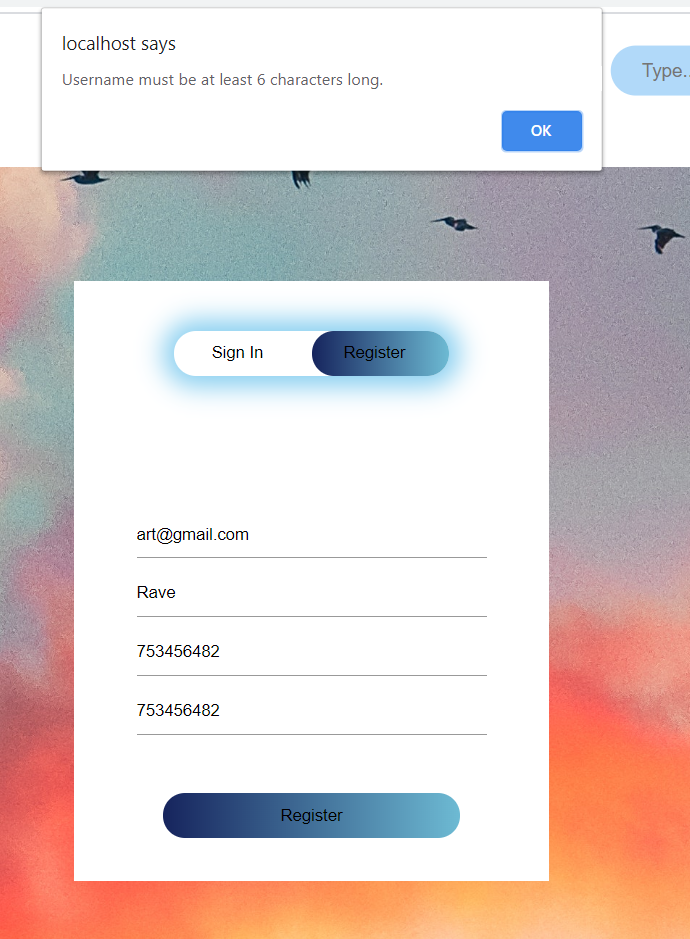 localhost says
Username must be at least 6 characters long.
OK
Type..
Sign In
Register
art@gmail.com
Rave
753456482
753456482
Register